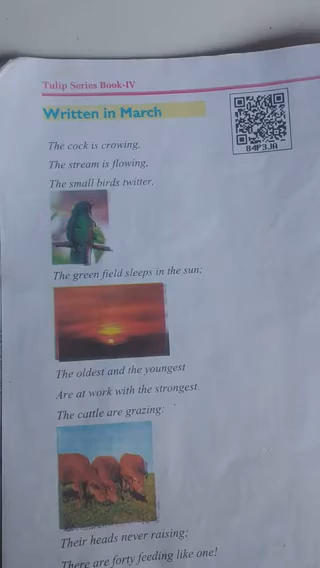 Tulip Series Book-IV
Written in March
84P3JA
The cock is crowing,
The stream is flowing,
The small birds twitter,
The green field sleeps in the sun;
The oldest and the youngest
Are at work with the strongest.
The cattle are grazing;
Their heads never raising;
There are forty feeding like one!